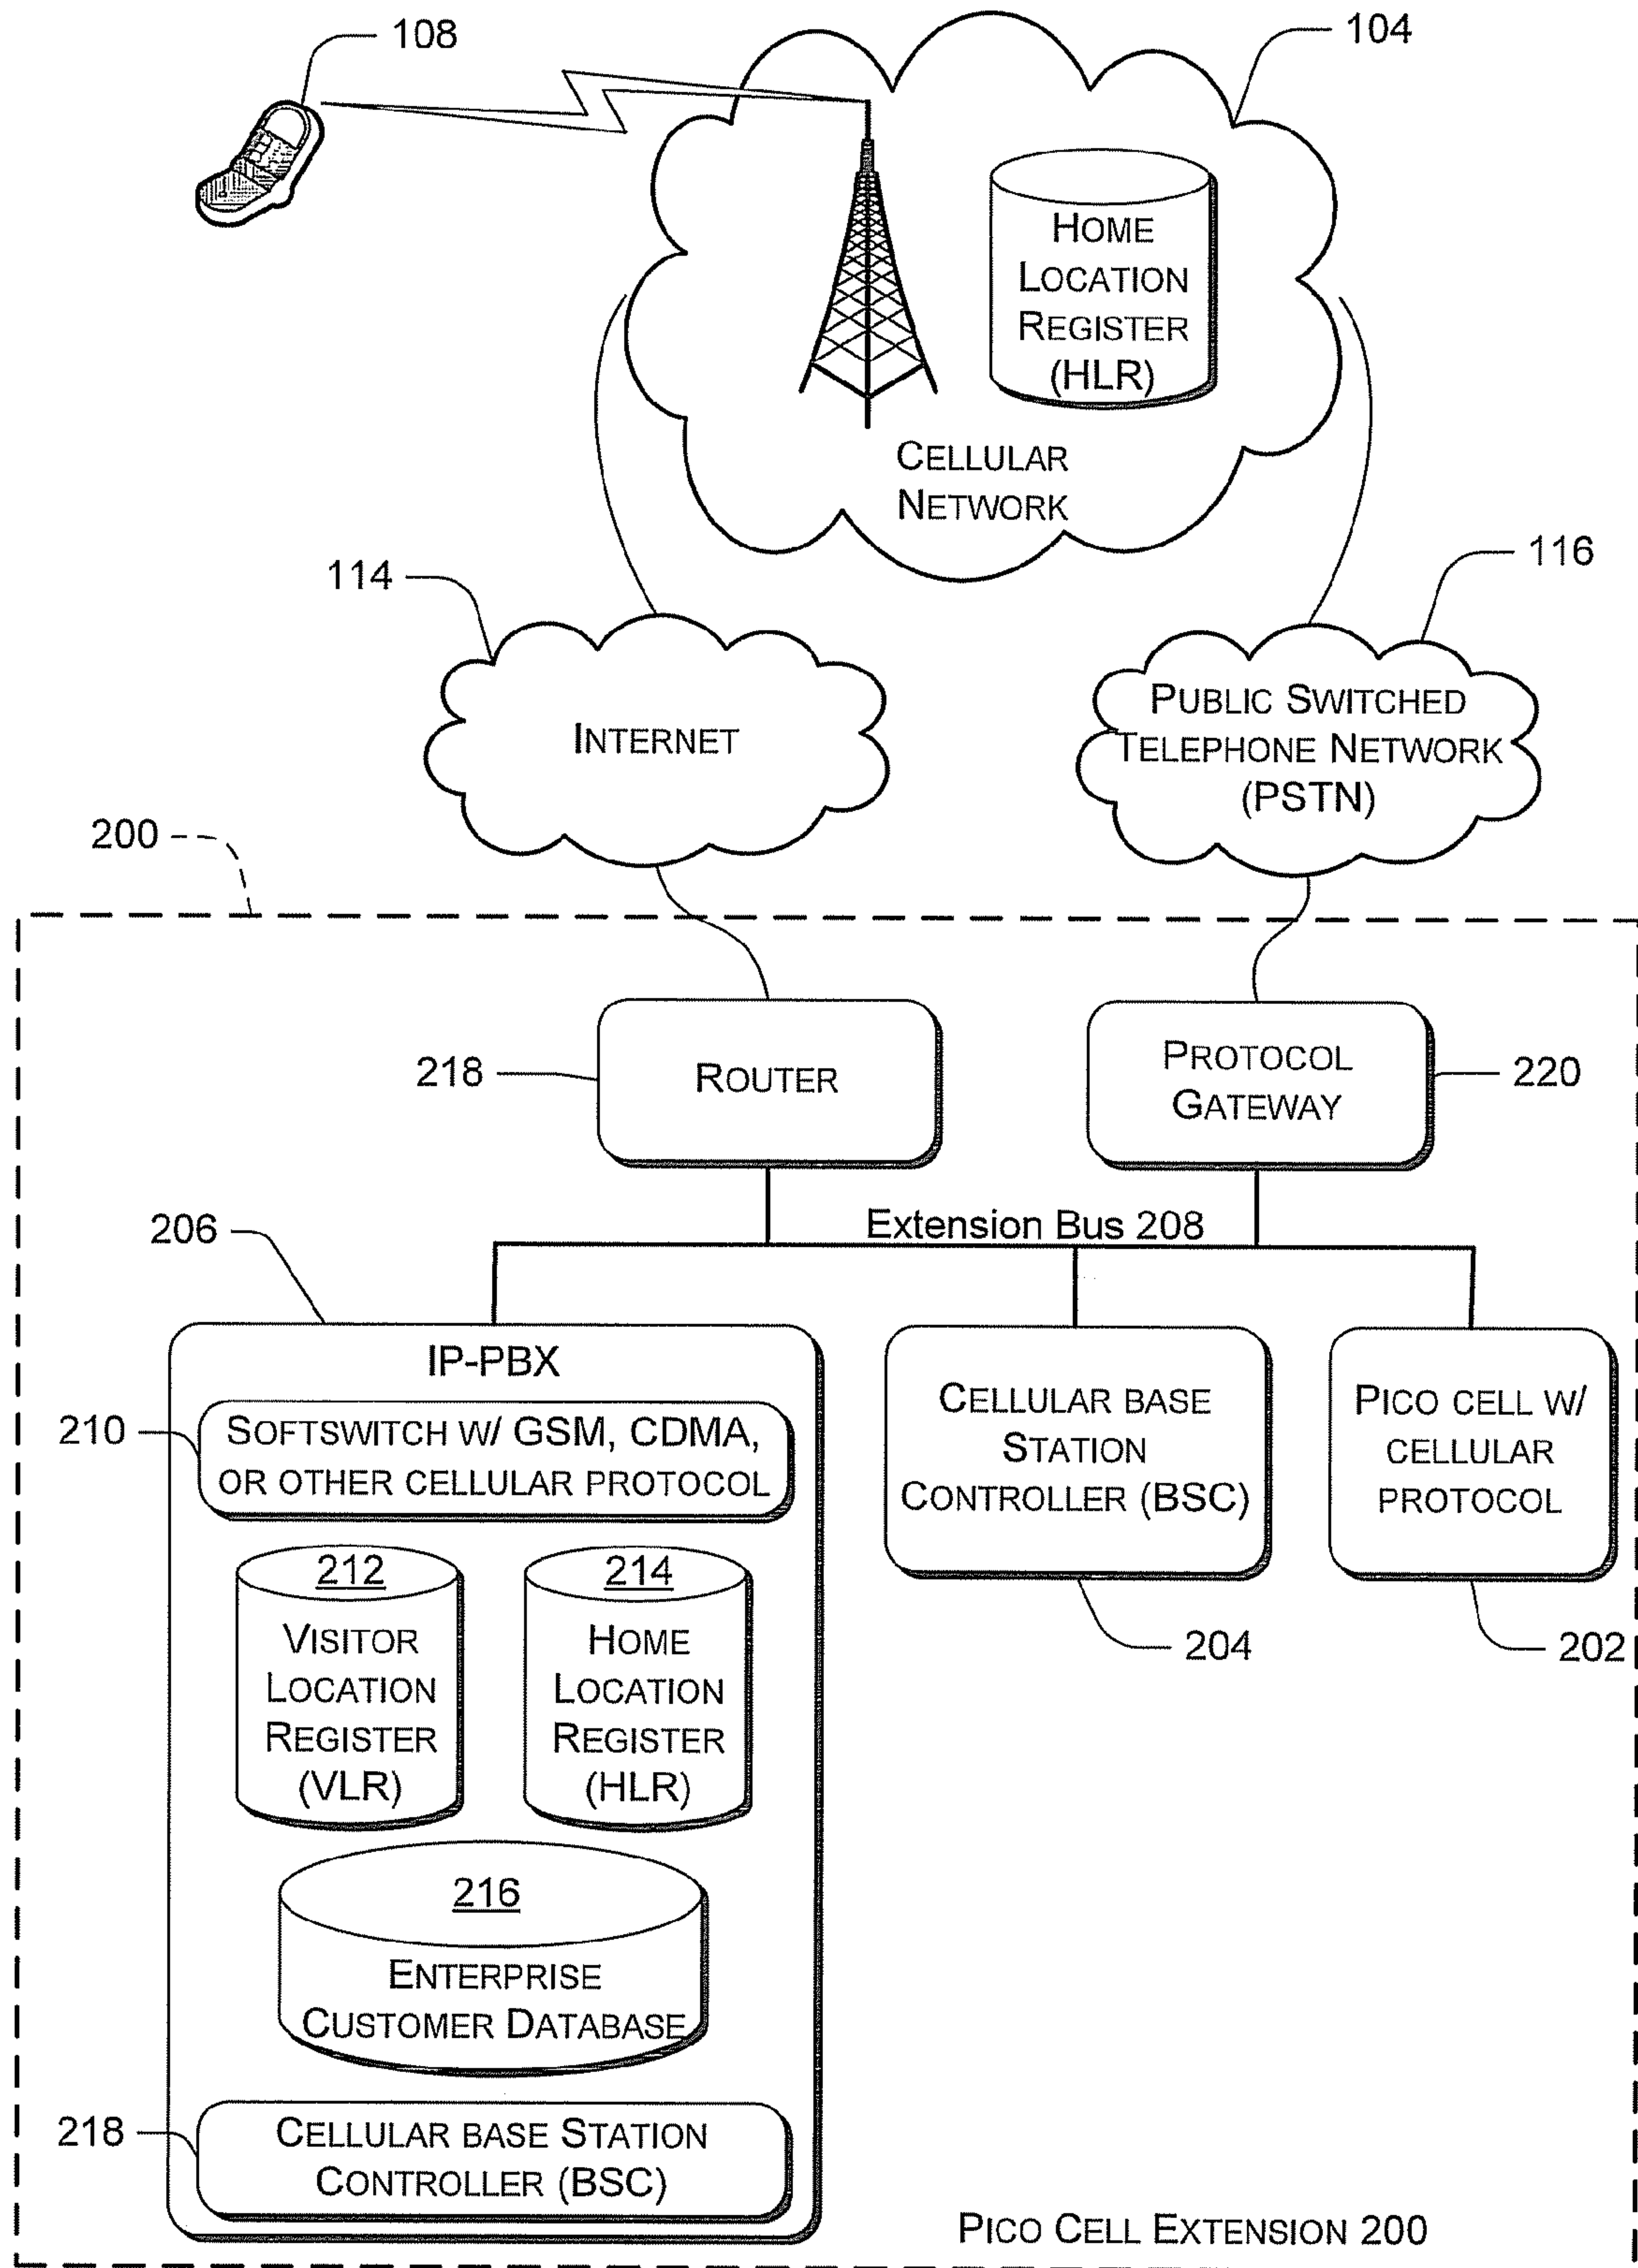 108
104
HOME
LOCATION
REGISTER
(HLR)
CELLULAR
NETWORK
114
116
INTERNET
PUBLIC SWITCHED
TELEPHONE NETWORK
(PSTN)
200
218
ROUTER
PROTOCOL
GATEWAY
220
Extension Bus 208
206
IP-PBX
210
SOFTSWITCH W/ GSM, CDMA,
OR OTHER CELLULAR PROTOCOL
CELLULAR BASE
STATION
CONTROLLER (BSC)
PICO CELL W/
CELLULAR
PROTOCOL
212
VISITOR
LOCATION
REGISTER
(VLR)
214
HOME
LOCATION
REGISTER
(HLR)
204
202
216
ENTERPRISE
CUSTOMER DATABASE
218
CELLULAR BASE STATION
CONTROLLER (BSC)
PICO CELL EXTENSION 200